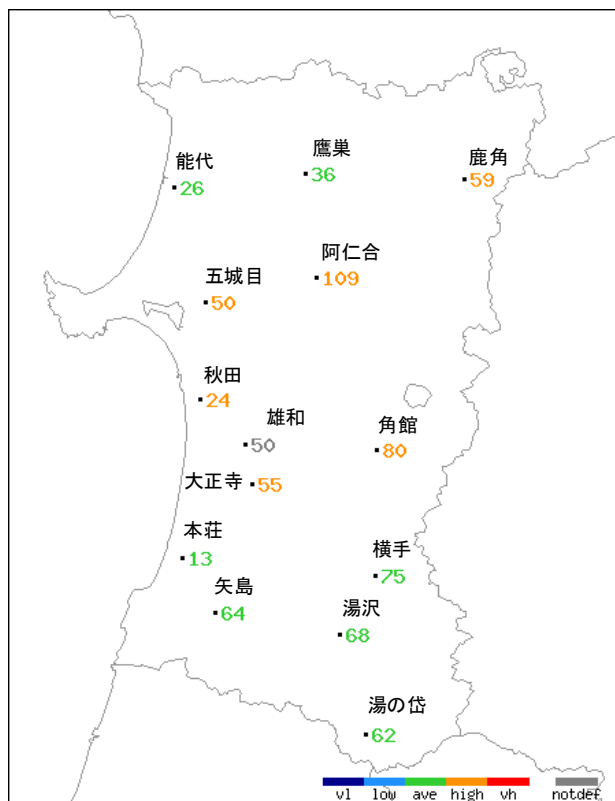 能代
26
鷹巣
36
鹿角
59
五城目
50
阿仁合
109
秋田
24
雄和
50
角館
80
大正寺
55
本荘
13
横手
75
矢島
64
湯沢
68
湯の岱
62
vl low ave high vh notdef